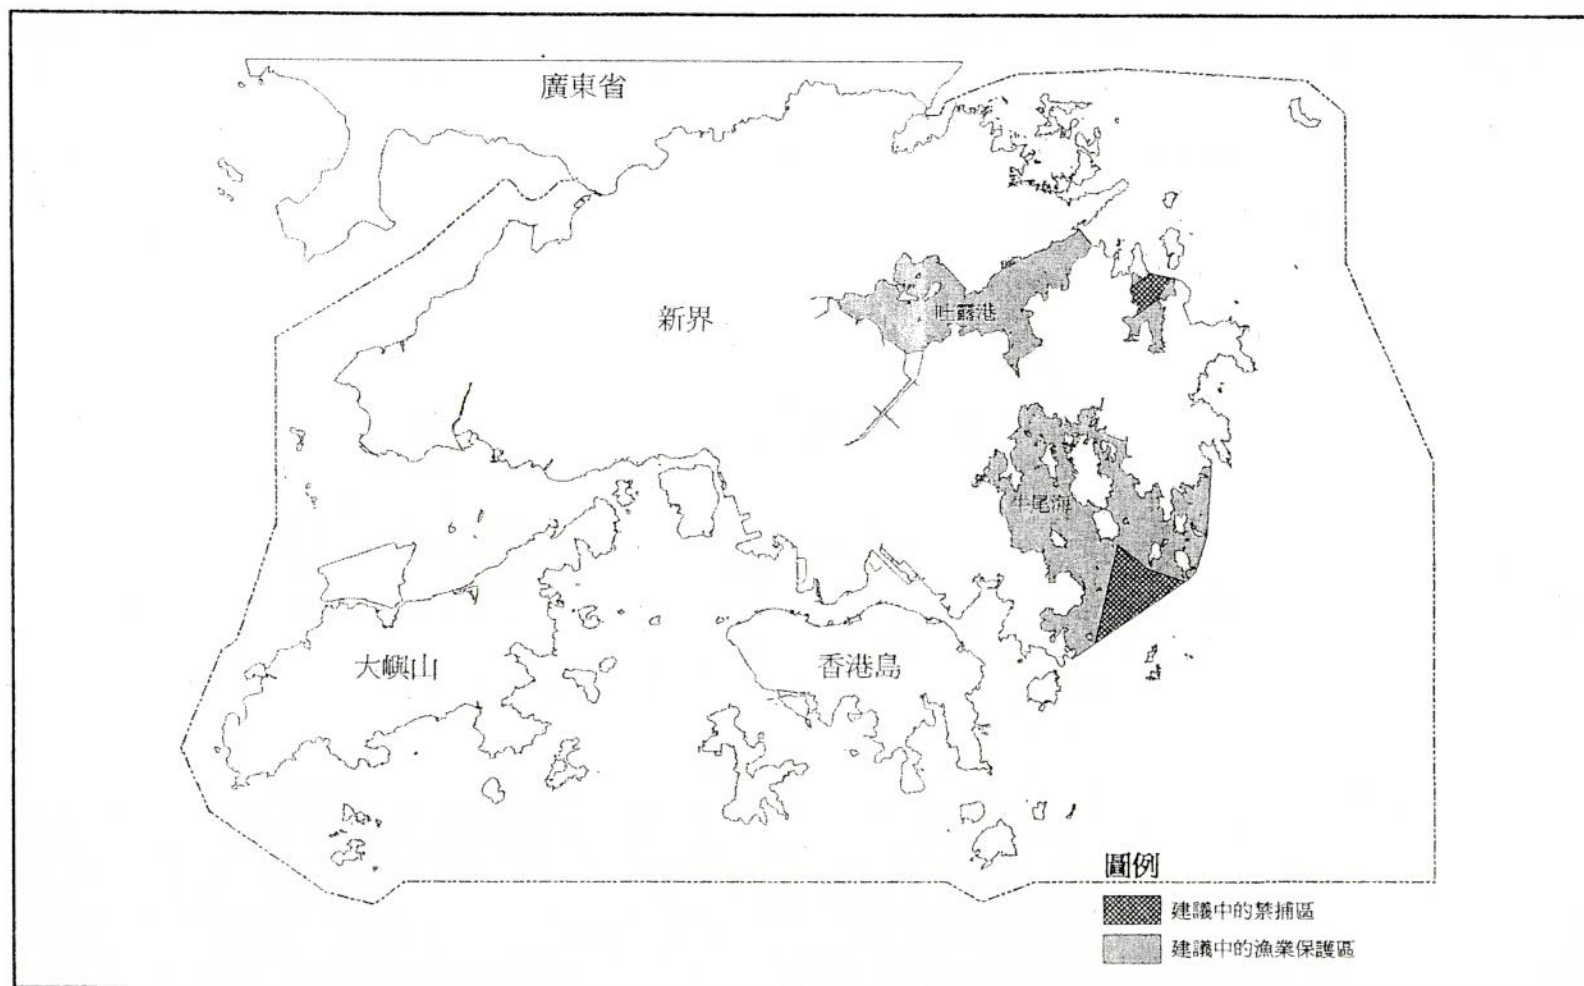 廣東省
新界
吐露港
牛尾海
大嶼山
香港島
圖例
建議中的禁捕區
建議中的漁業保護區